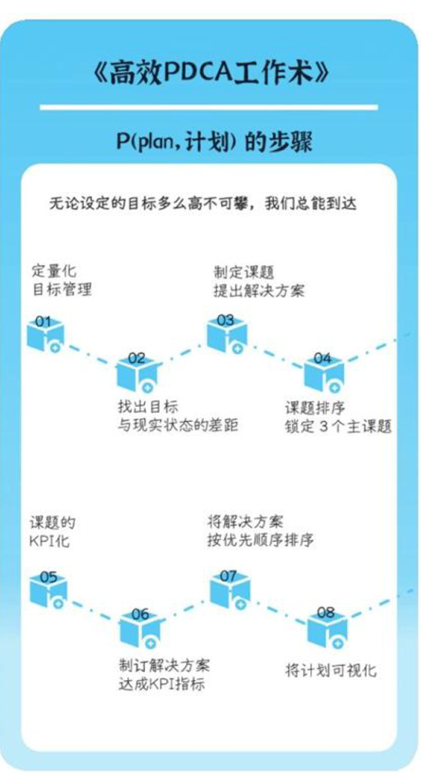 《高效PDCA工作术》
P(plan,计划) 的步骤
无论设定的目标多么高不可攀，我们总能到达
定量化
目标管理
01
02
找出目标
与现实状态的差距
制定课题
提出解决方案
03
04
课题排序
锁定3个主课题
课题的
KPI化
05
06
制订解决方案
达成KPI指标
将解决方案
按优先顺序排序
07
08
将计划可视化